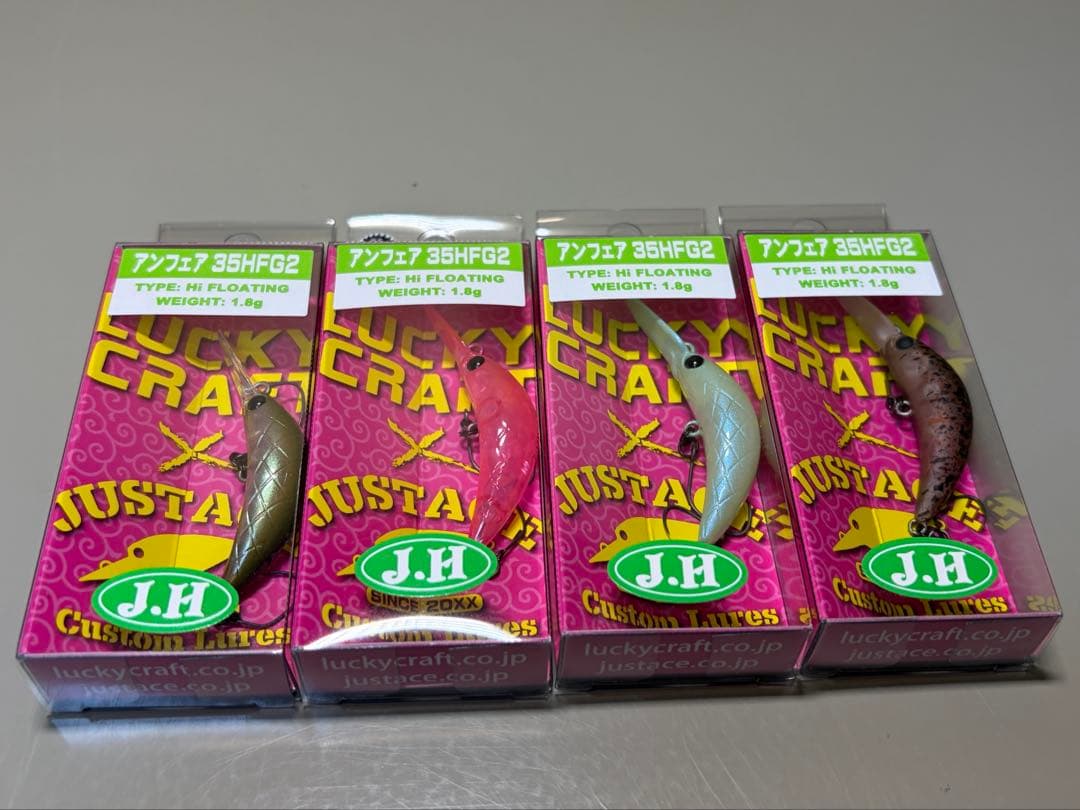 アンフェア 35HFG2
TYPE: Hi FLOATING
WEIGHT: 1.8g
LUCKY
CRAFT
X
JUSTACE
J.H
Custom Lures
luckycraft.co.jp
justace.co.jp
アンフェア 35HFG2
TYPE: Hi FLOATING
WEIGHT: 1.8g
LUCKY
CRAFT
X
JUSTACE
J.H
SINCE 20XX
Custom Lures
luckycraft.co.jp
justace.co.jp
アンフェア 35HFG2
TYPE: Hi FLOATING
WEIGHT: 1.8g
LUCKY
CRAFT
X
JUSTACE
J.H
Custom Lures
luckycraft.co.jp
justace.co.jp
アンフェア 35HFG2
TYPE: Hi FLOATING
WEIGHT: 1.8g
LUCKY
CRAFT
X
JUSTACE
J.H
Custom Lures
luckycraft.co.jp
justace.co.jp